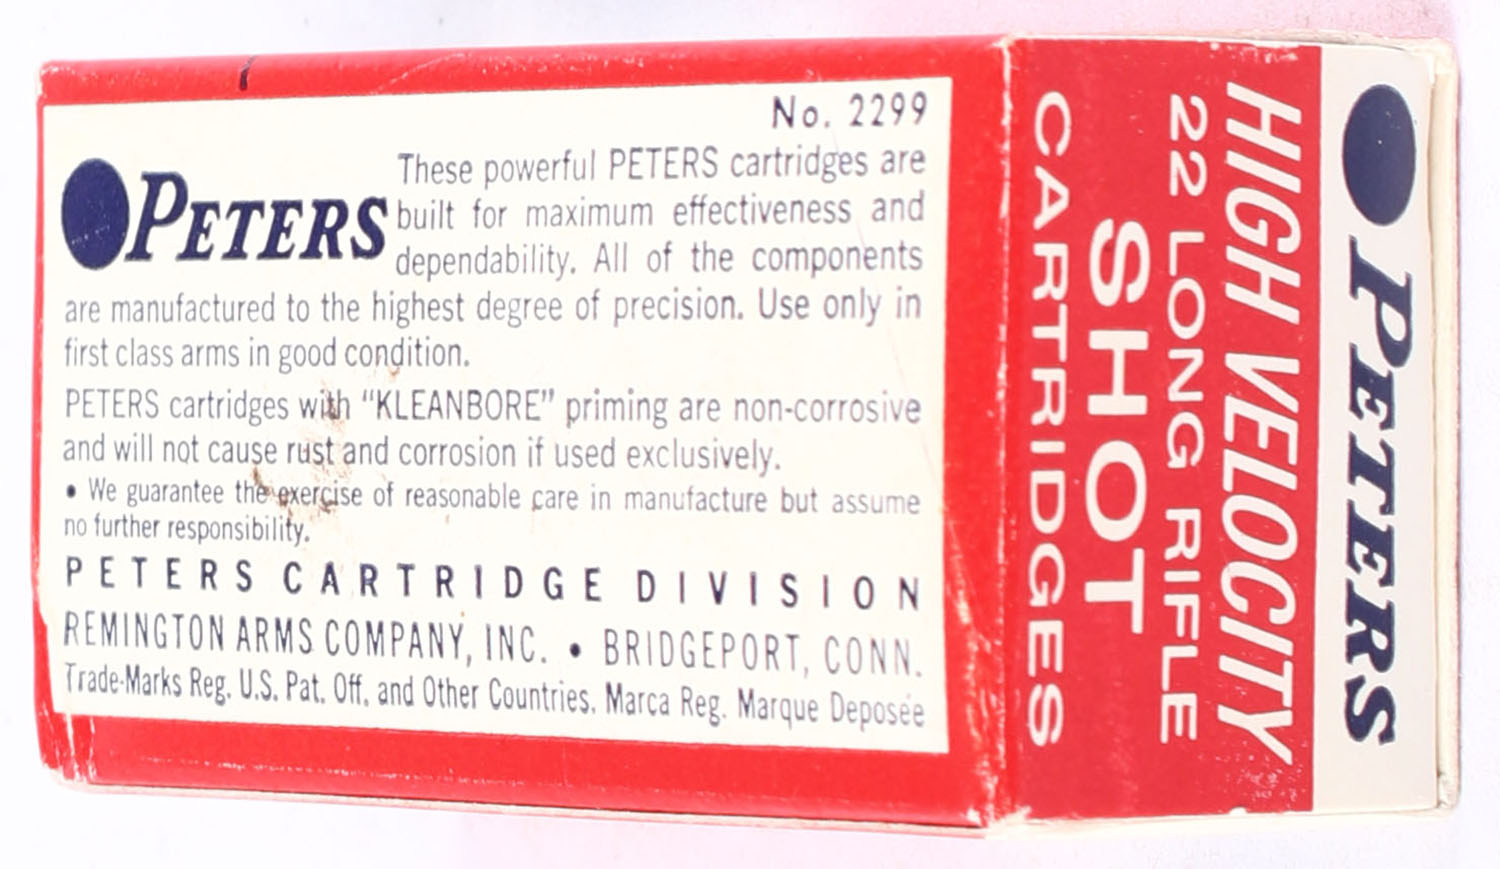 No. 2299
PETERS
These powerful PETERS cartridges are
built for maximum effectiveness and
dependability. All of the components
are manufactured to the highest degree of precision. Use only in
first class arms in good condition.
PETERS cartridges with “KLEANBORE” priming are non-corrosive
and will not cause rust and corrosion if used exclusively.
• We guarantee the exercise of reasonable care in manufacture but assume
no further responsibility.
PETERS CARTRIDGE DIVISION
REMINGTON ARMS COMPANY, INC. • BRIDGEPORT, CONN.
Trade-Marks Reg. U.S. Pat. Off. and Other Countries. Marca Reg. Marque Deposée
PETERS
HIGH VELOCITY
22 LONG RIFLE
SHOT
CARTRIDGES